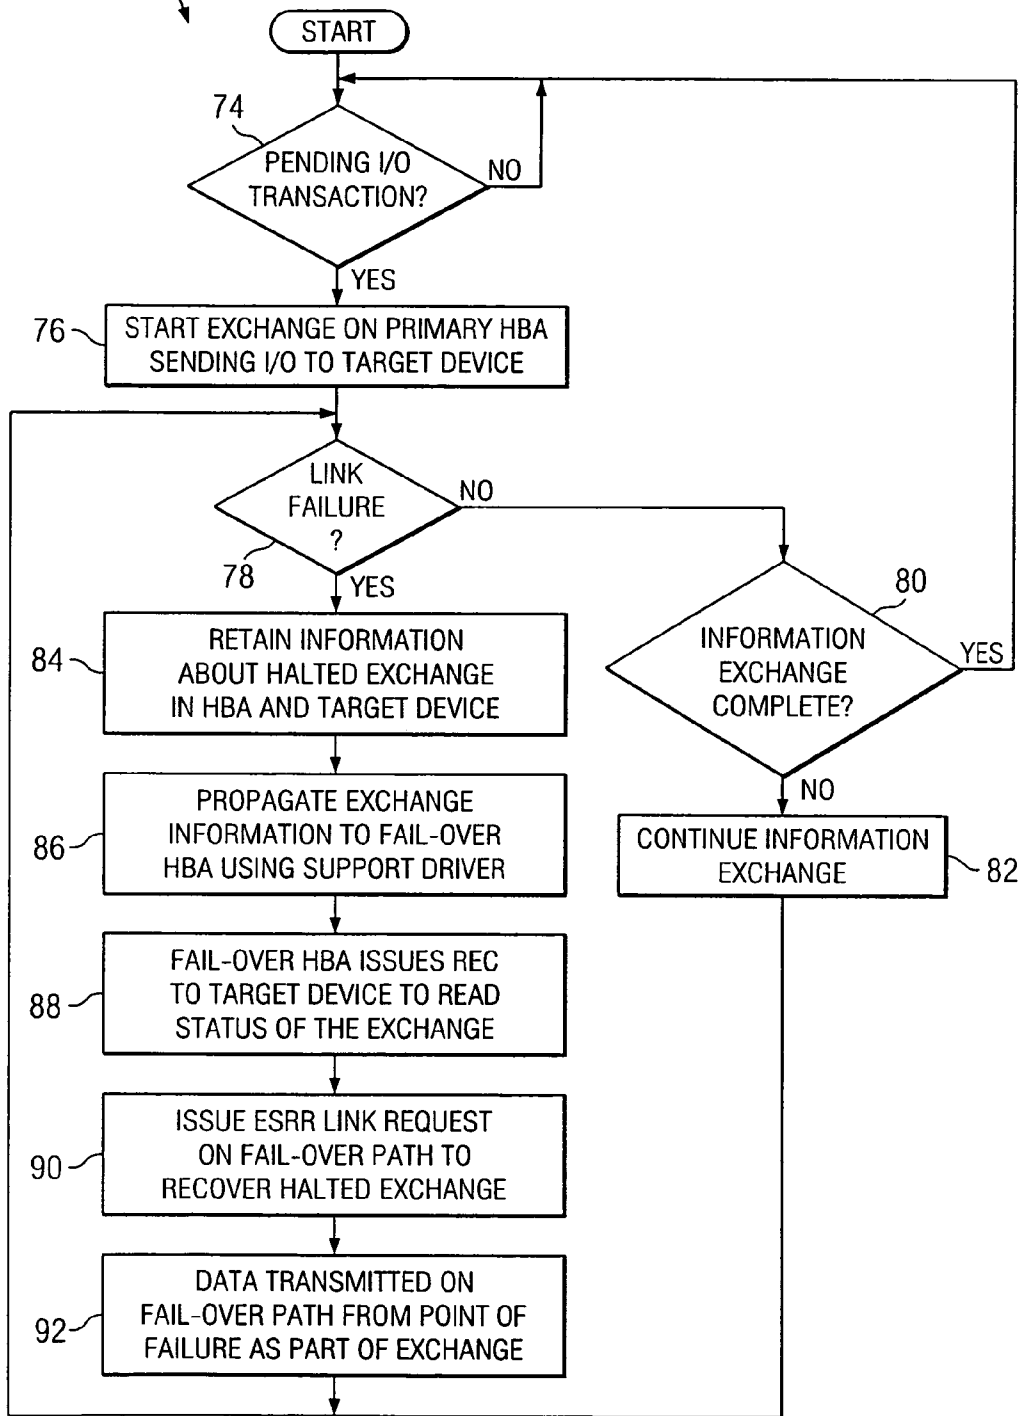 START
74
PENDING I/O
TRANSACTION?
NO
YES
76
START EXCHANGE ON PRIMARY HBA
SENDING I/O TO TARGET DEVICE
LINK
FAILURE
?
NO
78
YES
80
INFORMATION
EXCHANGE
COMPLETE?
YES
NO
84
RETAIN INFORMATION
ABOUT HALTED EXCHANGE
IN HBA AND TARGET DEVICE
86
PROPAGATE EXCHANGE
INFORMATION TO FAIL-OVER
HBA USING SUPPORT DRIVER
CONTINUE INFORMATION
EXCHANGE
82
88
FAIL-OVER HBA ISSUES REC
TO TARGET DEVICE TO READ
STATUS OF THE EXCHANGE
90
ISSUE ESRR LINK REQUEST
ON FAIL-OVER PATH TO
RECOVER HALTED EXCHANGE
92
DATA TRANSMITTED ON
FAIL-OVER PATH FROM POINT OF
FAILURE AS PART OF EXCHANGE